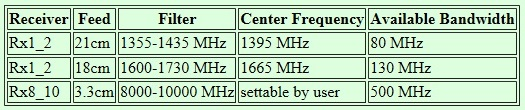 Receiver Feed Filter Center Frequency Available Bandwidth
Rx1_2 21cm 1355-1435 MHz 1395 MHz 80 MHz
Rx1_2 18cm 1600-1730 MHz 1665 MHz 130 MHz
Rx8_10 3.3cm 8000-10000 MHz settable by user 500 MHz